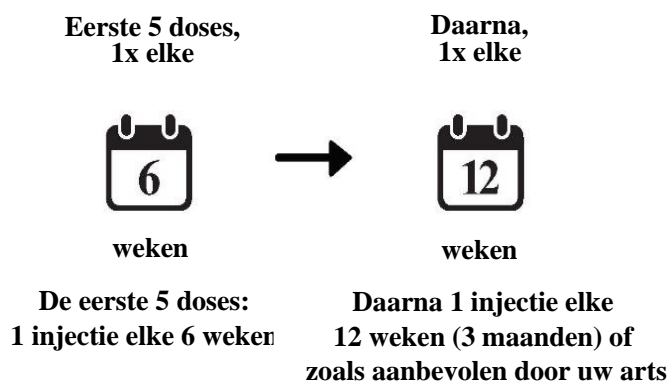 Eerste 5 doses,
1x elke
6
weken
De eerste 5 doses:
1 injectie elke 6 weken
Daarna,
1x elke
12
weken
Daarna 1 injectie elke
12 weken (3 maanden) of
zoals aanbevolen door uw arts